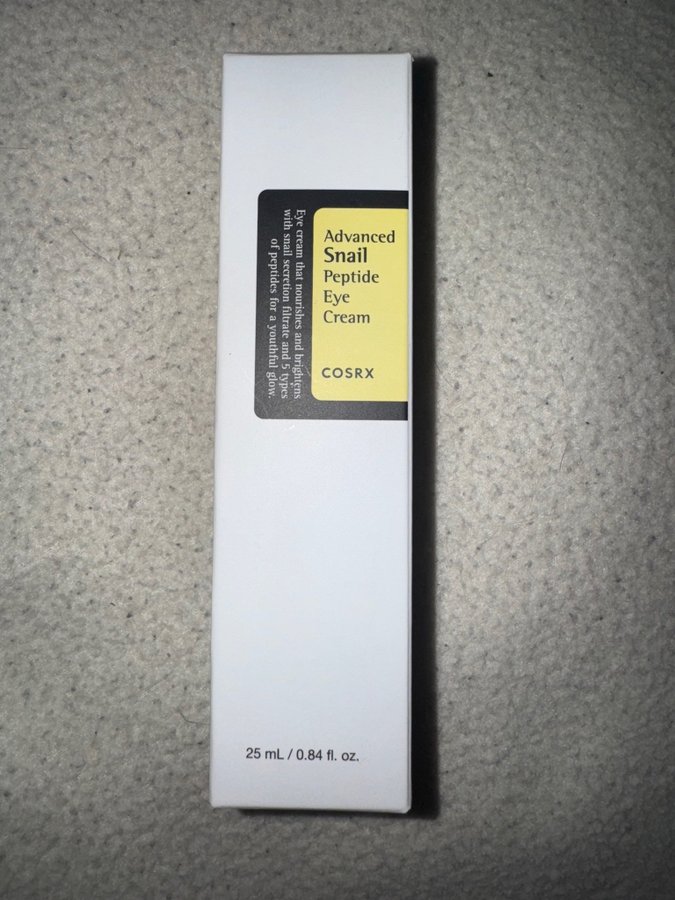 Advanced
Snail
Peptide
Eye
Cream
COSRX
Eye cream that nourishes and brightens
with snail secretion filtrate and 5 types
of peptides for a youthful glow.
25 mL / 0.84 fl. oz.